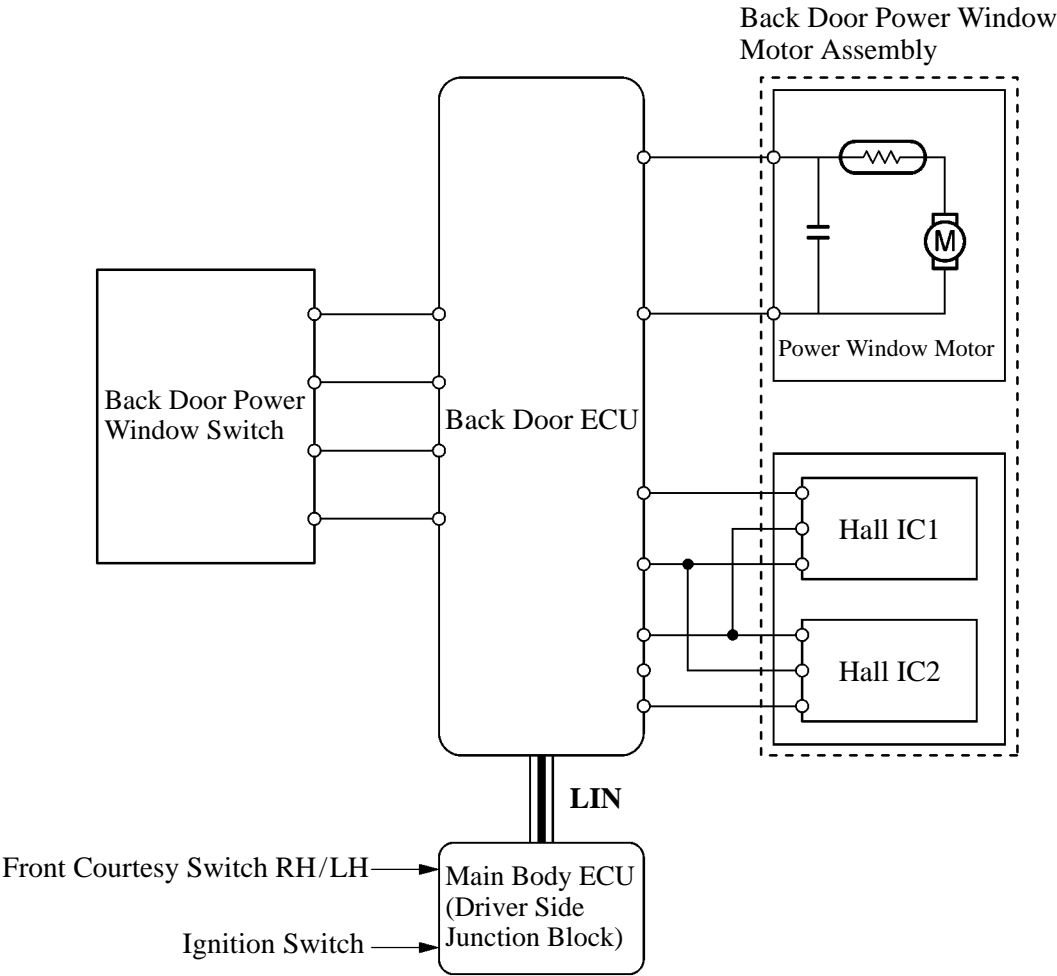 Back Door Power Window
Motor Assembly
M
Power Window Motor
Back Door Power
Window Switch
Back Door ECU
Hall IC1
Hall IC2
LIN
Front Courtesy Switch RH/LH
Main Body ECU
(Driver Side
Junction Block)
Ignition Switch